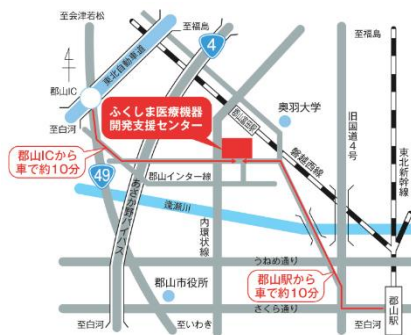 至会津若松
至福島
至福島
4
東北自動車道
郡山IC
ふくしま医療機器
開発支援センター
奥羽大学
郡山富田駅
旧国道4号
磐越西線
東北新幹線
至白河
郡山ICから
車で約10分
49
郡山インター線
あさか野バイパス
逢瀬川
内環状線
うねめ通り
郡山市役所
郡山駅から
車で約10分
さくら通り
郡山駅
至白河
至いわき
至白河